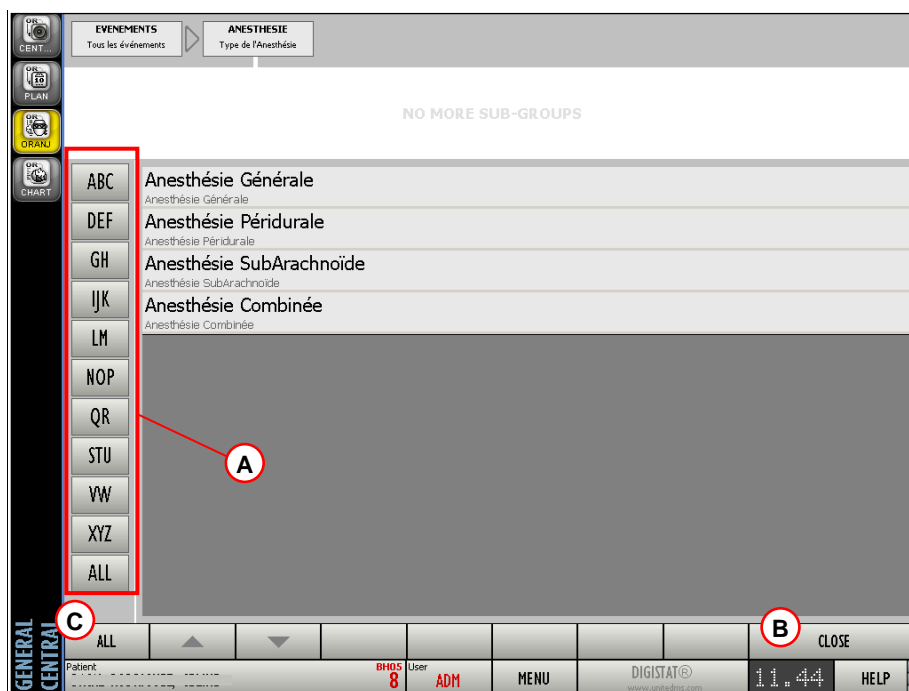 OR
CENT...
OR
PLAN
OR
ORANJ
OR
CHART
EVENEMENTS
Tous les événements
ANESTHESIE
Type de l'Anesthésie
NO MORE SUB-GROUPS
ABC
DEF
GH
IJK
LM
NOP
QR
STU
VW
XYZ
ALL
Anesthésie Générale
Anesthésie Générale
Anesthésie Péridurale
Anesthésie Péridurale
Anesthésie SubArachnoïde
Anesthésie SubArachnoïde
Anesthésie Combinée
Anesthésie Combinée
A
C
B
GENERAL
CENTRAL
ALL
CLOSE
Patient
BH05
8
User
ADM
MENU
DIGISTAT®
www.unitedms.com
11.44
HELP